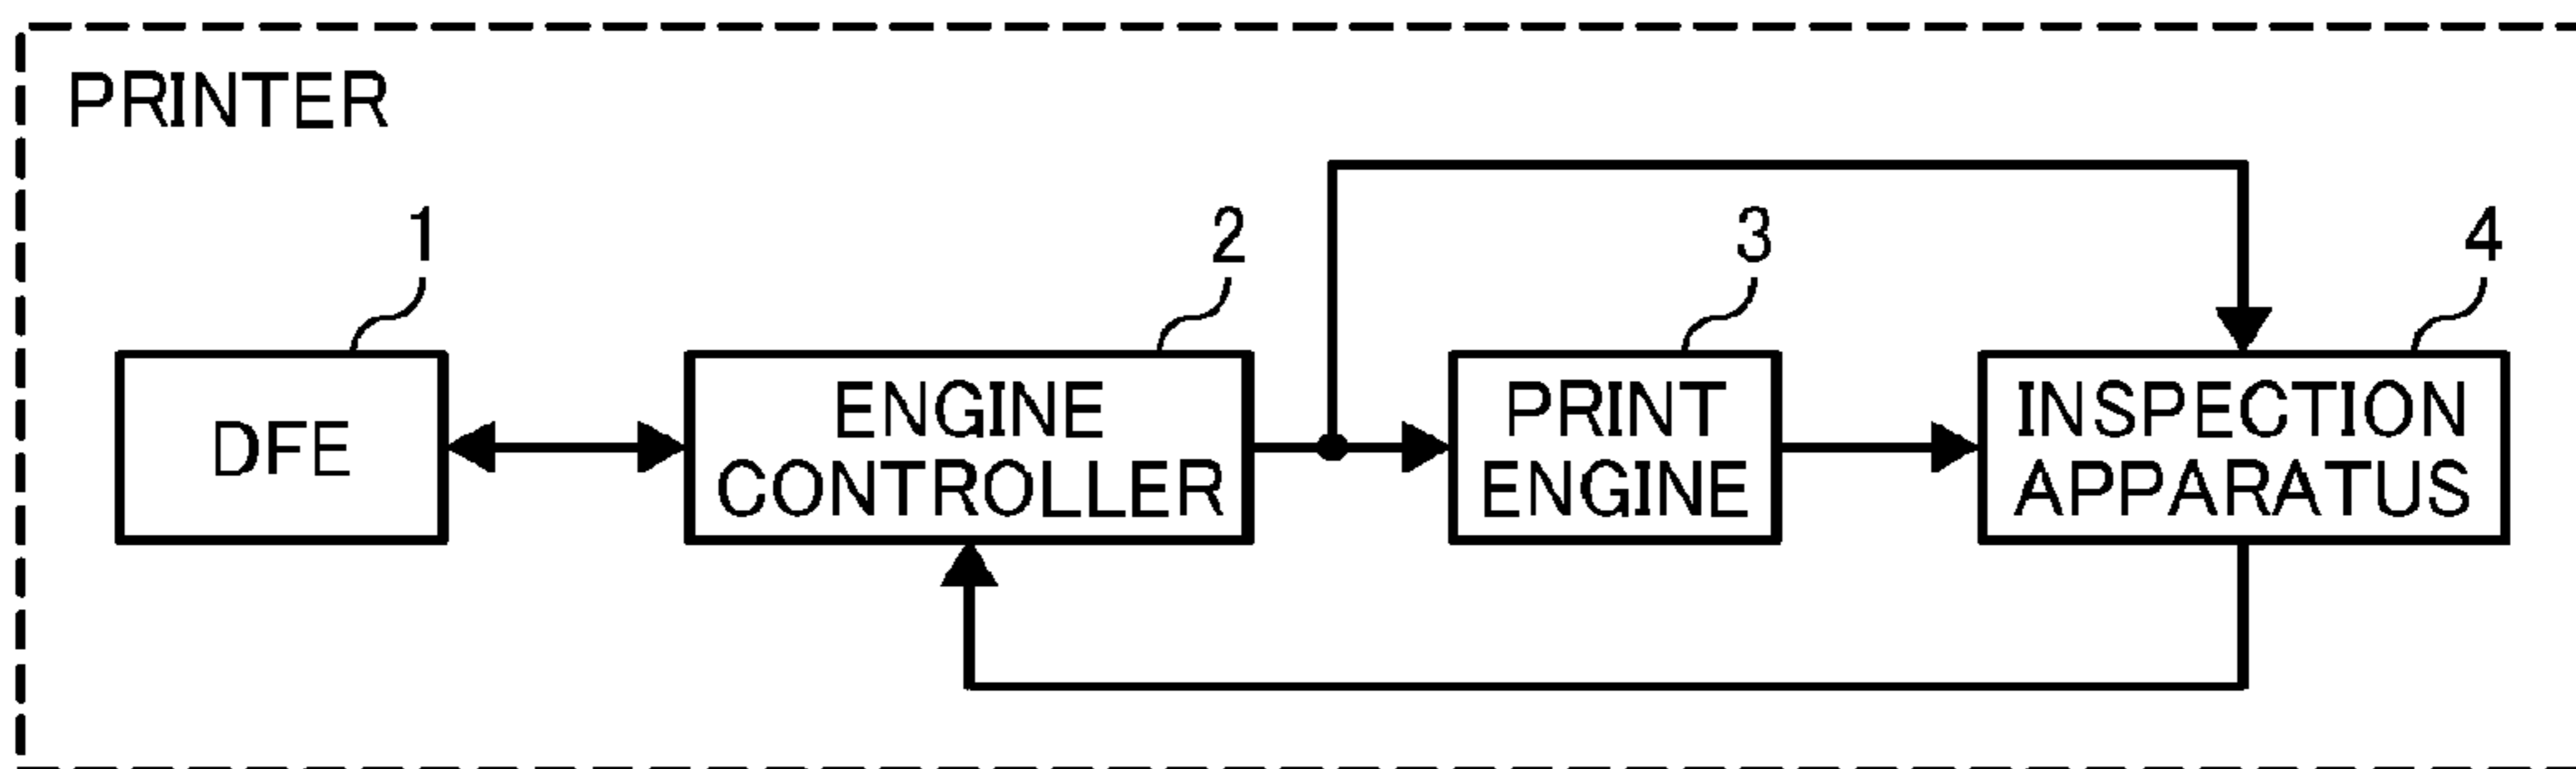 PRINTER
1
2
3
4
DFE
ENGINE
CONTROLLER
PRINT
ENGINE
INSPECTION
APPARATUS